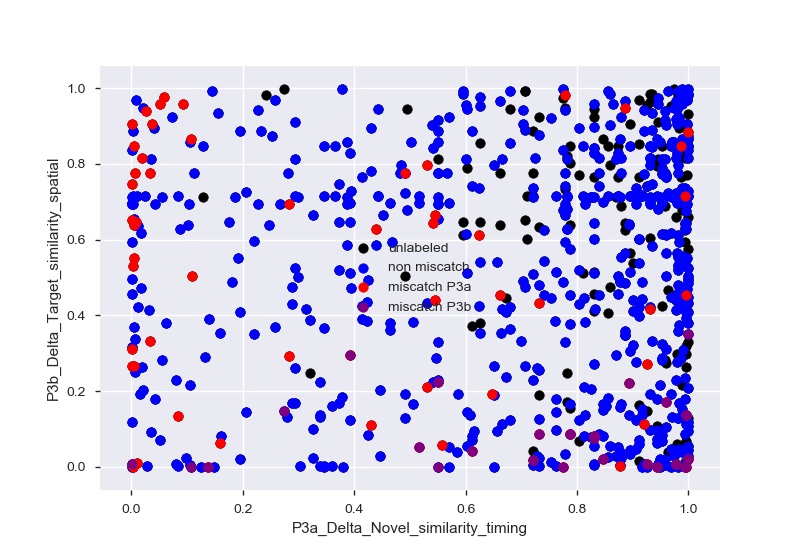 1.0
0.8
0.6
0.4
0.2
0.0
P3b_Delta_Target_similarity_spatial
unlabeled
non miscatch
miscatch P3a
miscatch P3b
0.0 0.2 0.4 0.6 0.8 1.0
P3a_Delta_Novel_similarity_timing